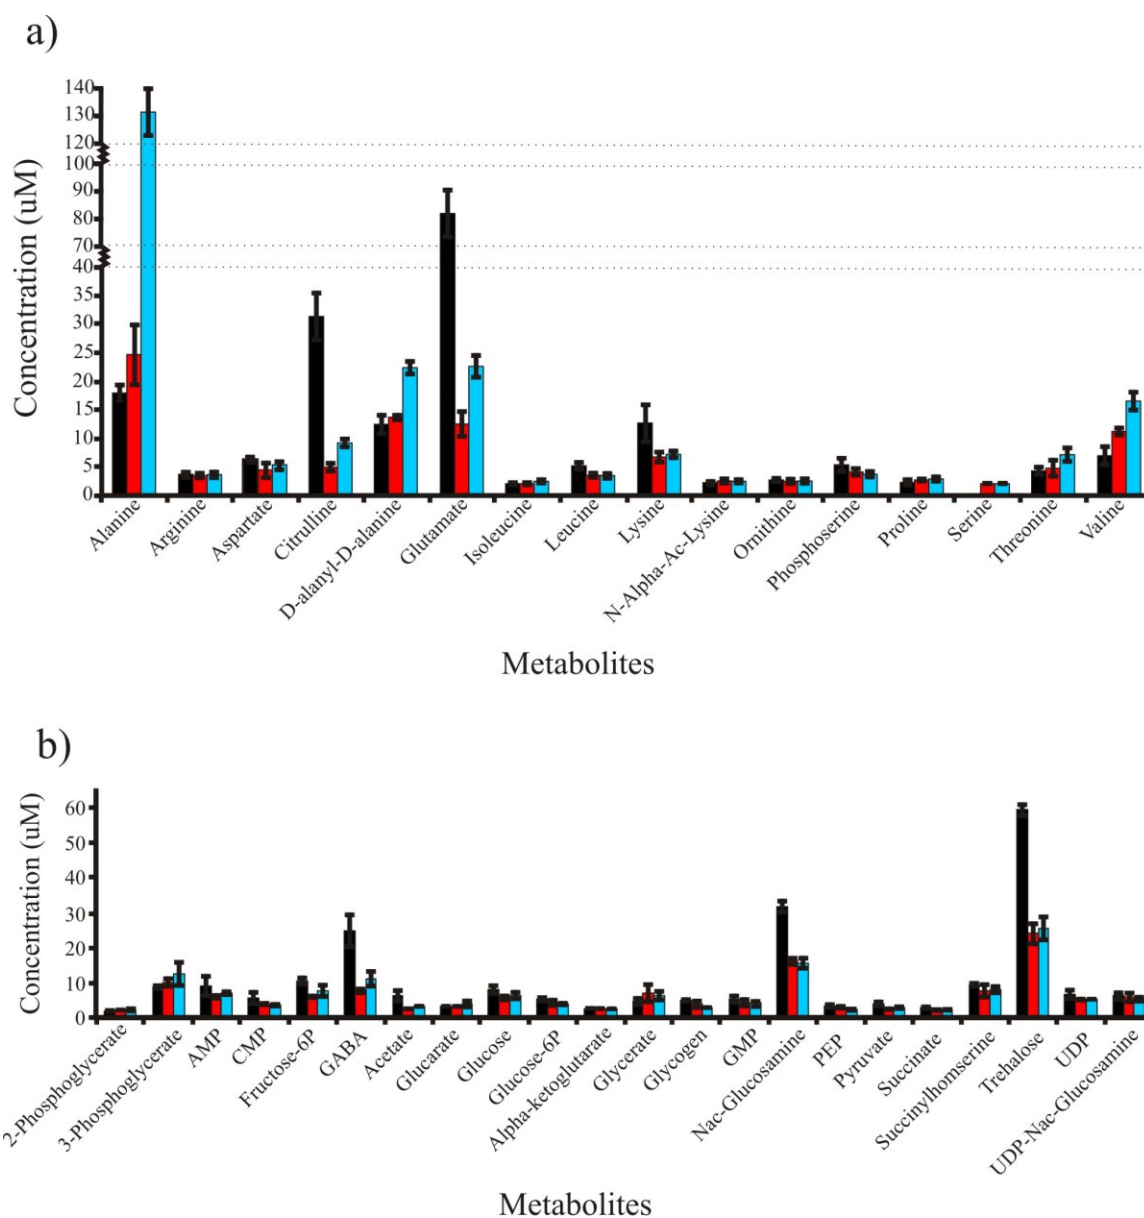 a)
Concentration (uM)
140
130
120
100
90
80
70
40
35
30
25
20
15
10
5
0
Alanine
Arginine
Aspartate
Citrulline
D-alanyl-D-alanine
Glutamate
Isoleucine
Leucine
Lysine
N-Alpha-Ac-Lysine
Ornithine
Phosphoserine
Proline
Serine
Threonine
Valine
Metabolites
b)
Concentration (uM)
60
50
40
30
20
10
0
2-Phosphoglycerate
3-Phosphoglycerate
AMP
CMP
Fructose-6P
GABA
Acetate
Glucarate
Glucose
Glucose-6P
Alpha-ketoglutarate
Glycerate
Glycogen
GMP
Nac-Glucosamine
PEP
Pyruvate
Succinate
Succinylhomserine
Trehalose
UDP
UDP-Nac-Glucosamine
Metabolites